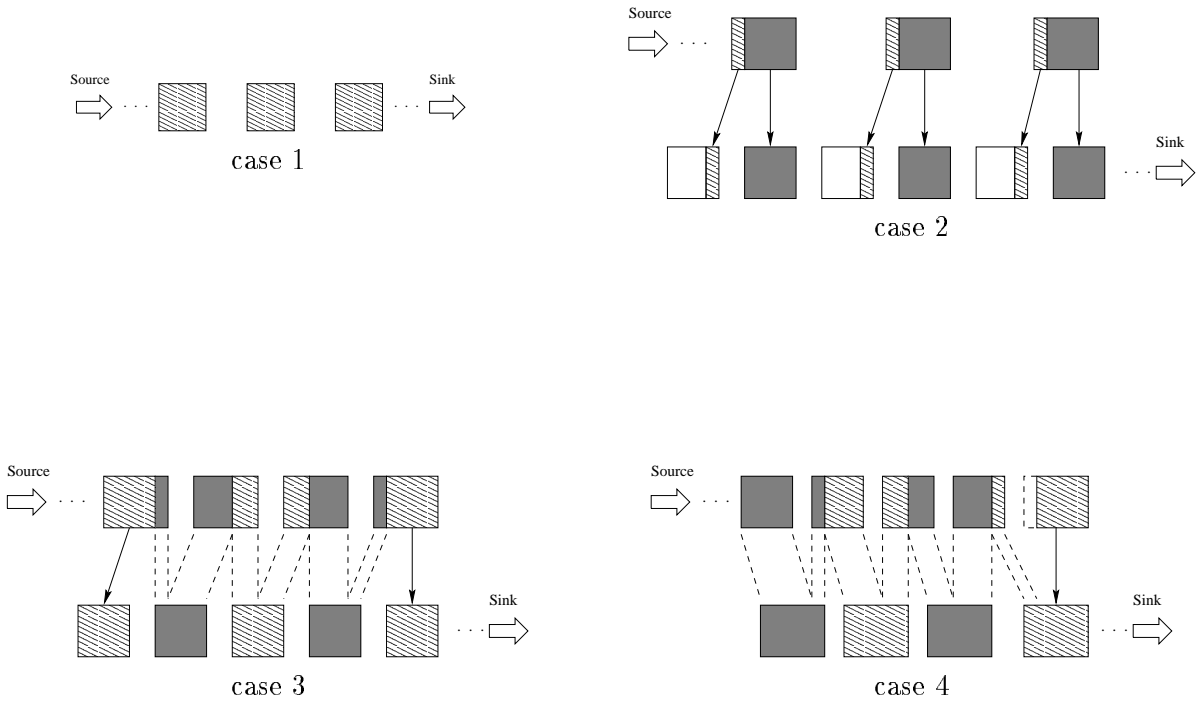 Source
. . .
. . .
Sink
case 1
Source
. . .
. . .
Sink
case 2
Source
. . .
. . .
Sink
case 3
Source
. . .
. . .
Sink
case 4